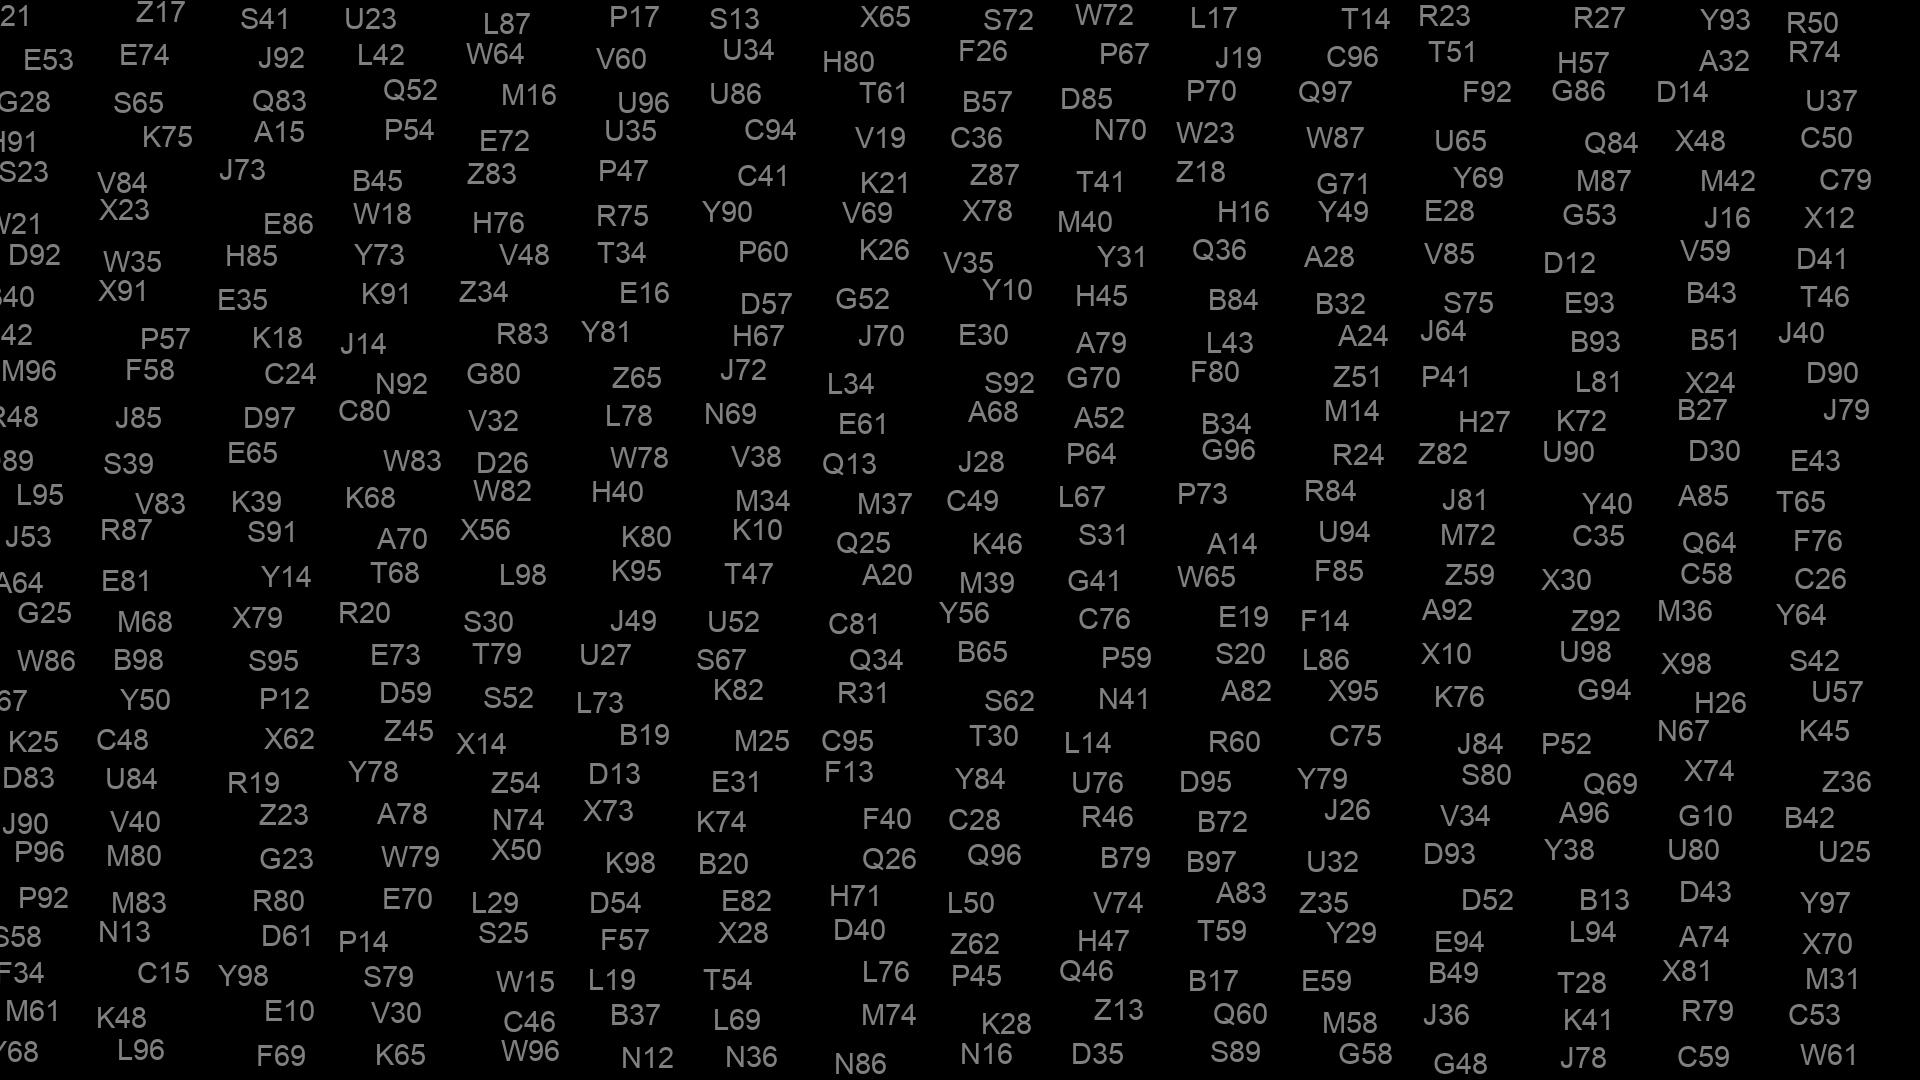 21 Z17 S41 U23 L87 P17 S13 X65 S72 W72 L17 T14 R23 R27 Y93 R50
E53 E74 J92 L42 W64 V60 U34 H80 F26 P67 J19 C96 T51 H57 A32 R74
G28 S65 Q83 Q52 M16 U96 U86 T61 B57 D85 P70 Q97 F92 G86 D14 U37
H91 K75 A15 P54 E72 U35 C94 V19 C36 N70 W23 W87 U65 Q84 X48 C50
S23 V84 J73 B45 Z83 P47 C41 K21 Z87 T41 Z18 G71 Y69 M87 M42 C79
W21 X23 E86 W18 H76 R75 Y90 V69 X78 M40 H16 Y49 E28 G53 J16 X12
D92 W35 H85 Y73 V48 T34 P60 K26 V35 Y31 Q36 A28 V85 D12 V59 D41
40 X91 E35 K91 Z34 E16 D57 G52 Y10 H45 B84 B32 S75 E93 B43 T46
42 P57 K18 J14 R83 Y81 H67 J70 E30 A79 L43 A24 J64 B93 B51 J40
M96 F58 C24 N92 G80 Z65 J72 L34 S92 G70 F80 Z51 P41 L81 X24 D90
R48 J85 D97 C80 V32 L78 N69 E61 A68 A52 B34 M14 H27 K72 B27 J79
89 S39 E65 W83 D26 W78 V38 Q13 J28 P64 G96 R24 Z82 U90 D30 E43
L95 V83 K39 K68 W82 H40 M34 M37 C49 L67 P73 R84 J81 Y40 A85 T65
J53 R87 S91 A70 X56 K80 K10 Q25 K46 S31 A14 U94 M72 C35 Q64 F76
A64 E81 Y14 T68 L98 K95 T47 A20 M39 G41 W65 F85 Z59 X30 C58 C26
G25 M68 X79 R20 S30 J49 U52 C81 Y56 C76 E19 F14 A92 Z92 M36 Y64
W86 B98 S95 E73 T79 U27 S67 Q34 B65 P59 S20 L86 X10 U98 X98 S42
67 Y50 P12 D59 S52 L73 K82 R31 S62 N41 A82 X95 K76 G94 H26 U57
K25 C48 X62 Z45 X14 B19 M25 C95 T30 L14 R60 C75 J84 P52 N67 K45
D83 U84 R19 Y78 Z54 D13 E31 F13 Y84 U76 D95 Y79 S80 Q69 X74 Z36
J90 V40 Z23 A78 N74 X73 K74 F40 C28 R46 B72 J26 V34 A96 G10 B42
P96 M80 G23 W79 X50 K98 B20 Q26 Q96 B79 B97 U32 D93 Y38 U80 U25
P92 M83 R80 E70 L29 D54 E82 H71 L50 V74 A83 Z35 D52 B13 D43 Y97
S58 N13 D61 P14 S25 F57 X28 D40 Z62 H47 T59 Y29 E94 L94 A74 X70
F34 C15 Y98 S79 W15 L19 T54 L76 P45 Q46 B17 E59 B49 T28 X81 M31
M61 K48 E10 V30 C46 B37 L69 M74 K28 Z13 Q60 M58 J36 K41 R79 C53
Y68 L96 F69 K65 W96 N12 N36 N86 N16 D35 S89 G58 G48 J78 C59 W61